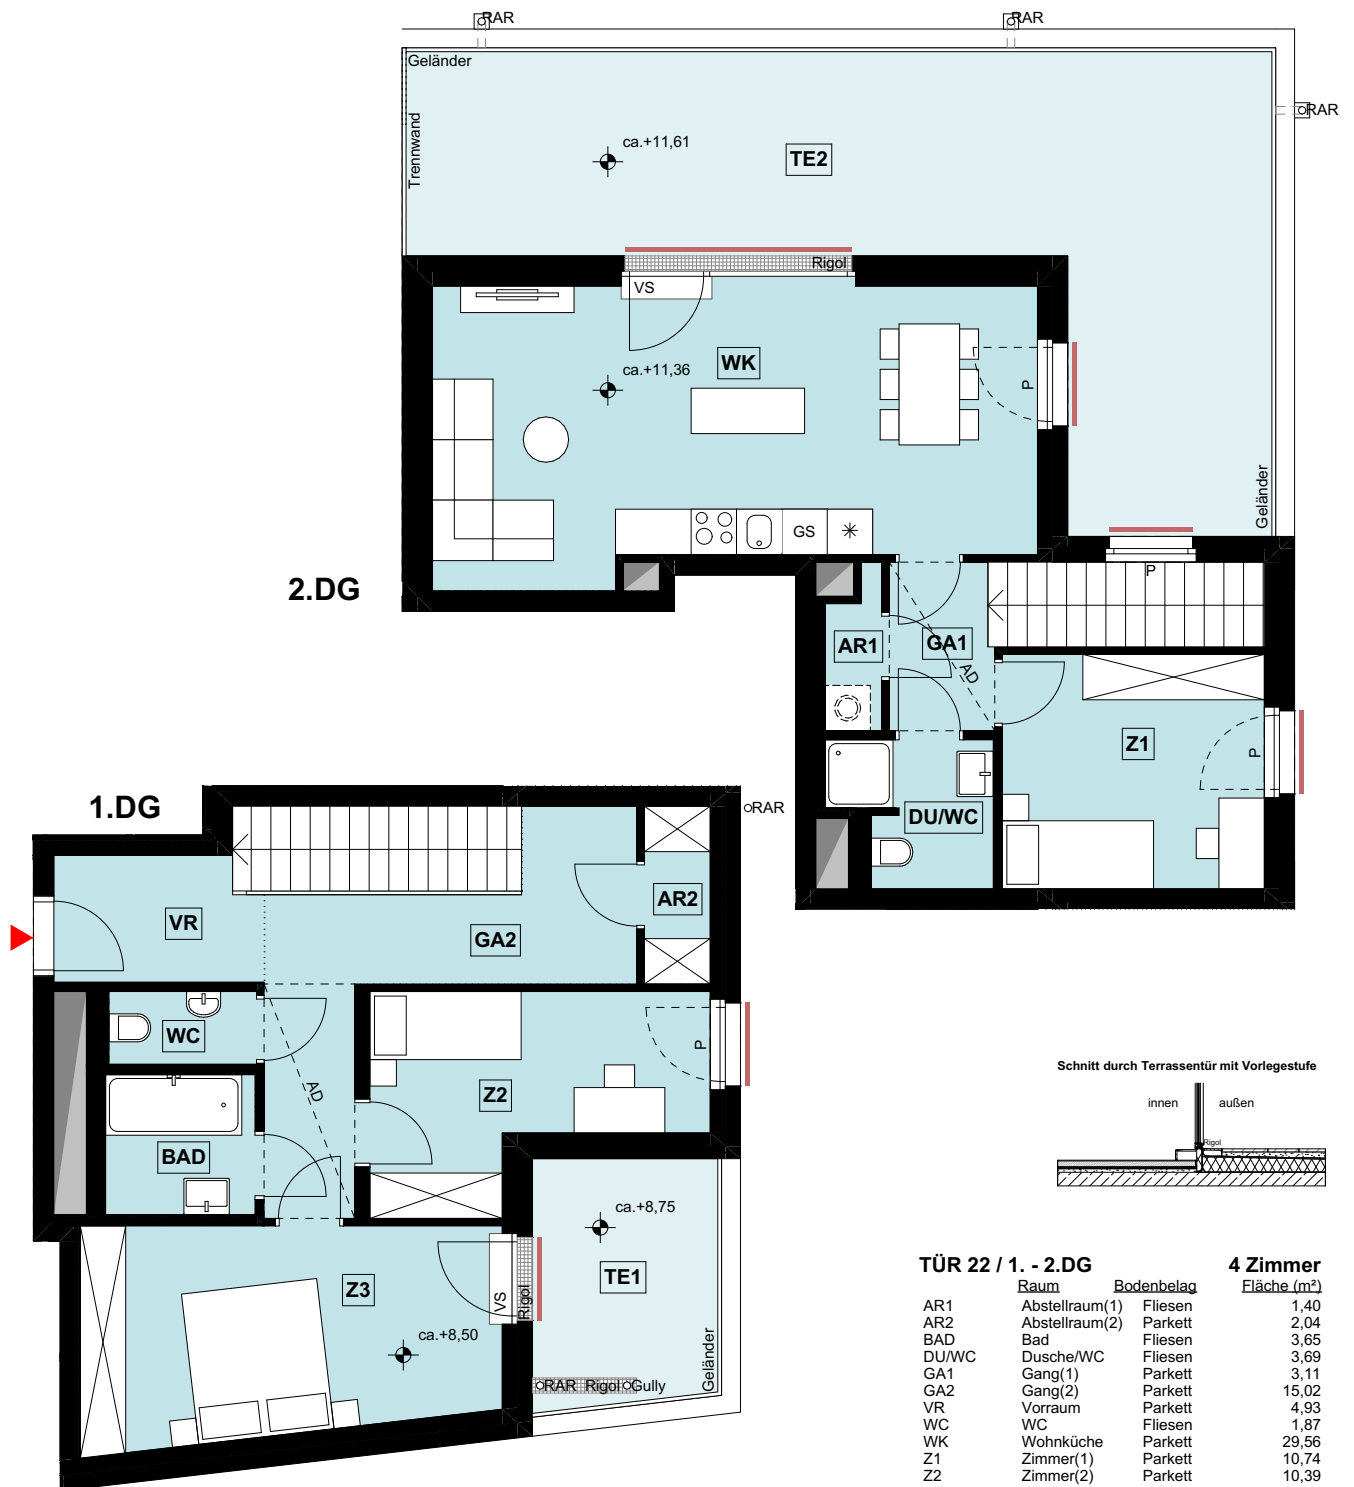 RAR
RAR
Geländer
RAR
Trennwand
ca.+11,61
TE2
Rigol
VS
ca.+11,36
WK
P
Geländer
GS
2.DG
P
AR1
GA1
AD
Z1
P
DU/WC
1.DG
RAR
VR
AR2
GA2
WC
P
AD
Z2
BAD
Schnitt durch Terrassentür mit Vorlegestufe
innen
außen
Rigol
ca.+8,75
TE1
Z3
VS
Rigol
ca.+8,50
Geländer
RAR Rigol Gully
TÜR 22 / 1. - 2.DG 4 Zimmer
Raum Bodenbelag Fläche (m²)
AR1 Abstellraum(1) Fliesen 1,40
AR2 Abstellraum(2) Parkett 2,04
BAD Bad Fliesen 3,65
DU/WC Dusche/WC Fliesen 3,69
GA1 Gang(1) Parkett 3,11
GA2 Gang(2) Parkett 15,02
VR Vorraum Parkett 4,93
WC WC Fliesen 1,87
WK Wohnküche Parkett 29,56
Z1 Zimmer(1) Parkett 10,74
Z2 Zimmer(2) Parkett 10,39